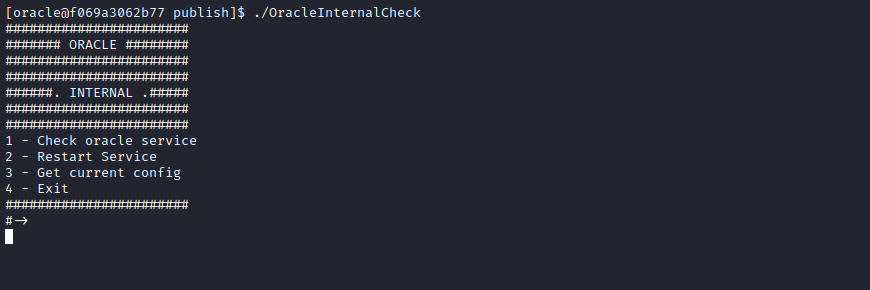 [oracle@f069a3062b77 publish]$ ./OracleInternalCheck
#######################
####### ORACLE ########
#######################
#######################
######. INTERNAL .#####
#######################
#######################
1 - Check oracle service
2 - Restart Service
3 - Get current config
4 - Exit
#######################
#->